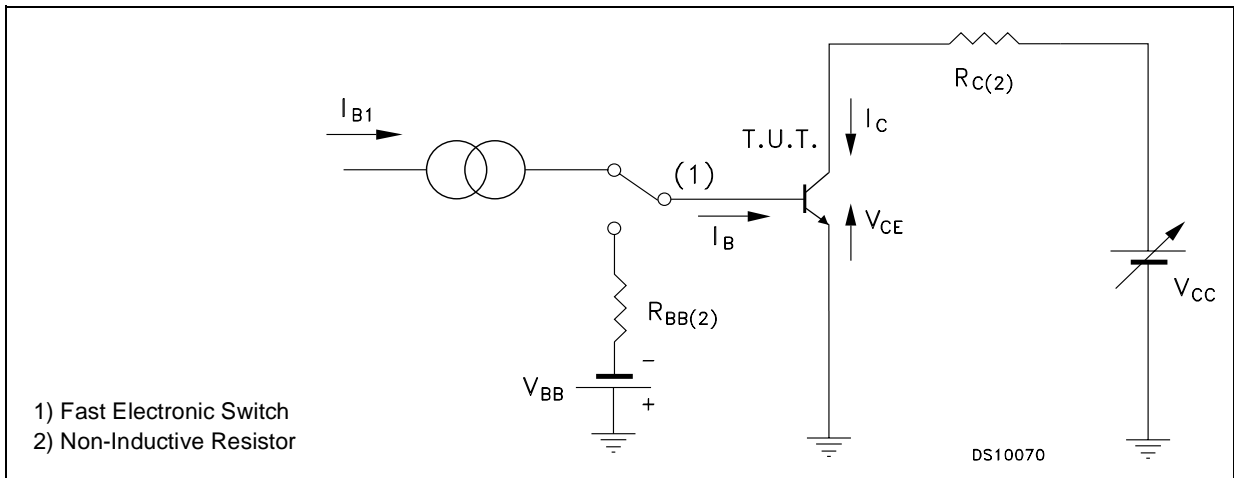 I_B1
R_C(2)
I_C
T.U.T.
(1)
V_CE
I_B
V_CC
R_BB(2)
−
V_BB
+
1) Fast Electronic Switch
2) Non-Inductive Resistor
DS10070